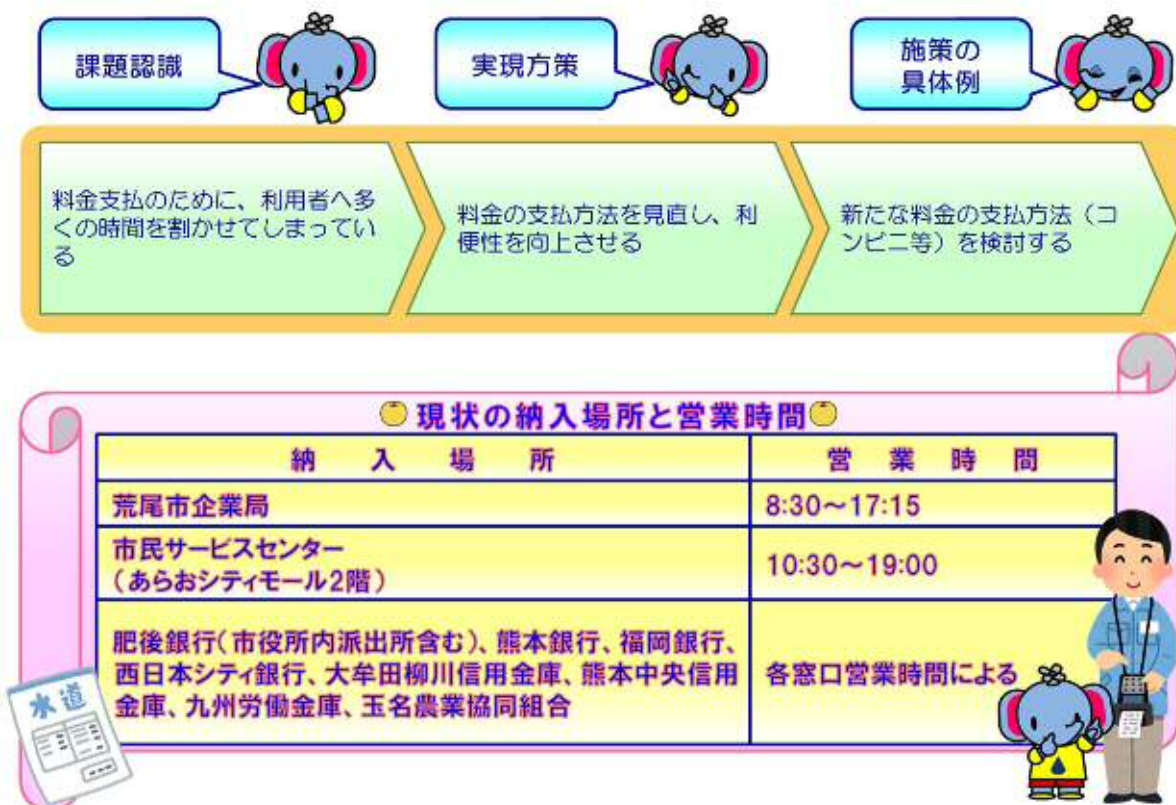 課題認識
実現方策
施策の
具体例
料金支払のために、利用者へ多
くの時間を割かせてしまってい
る
料金の支払方法を見直し、利
便性を向上させる
新たな料金の支払方法（コ
ンビニ等）を検討する
現状の納入場所と営業時間
納入場所
営業時間
荒尾市企業局
8:30～17:15
市民サービスセンター
（あらおシティモール2階）
10:30～19:00
肥後銀行（市役所内派出所含む）、熊本銀行、福岡銀行、
西日本シティ銀行、大牟田柳川信用金庫、熊本中央信用
金庫、九州労働金庫、玉名農業協同組合
各窓口営業時間による
水道